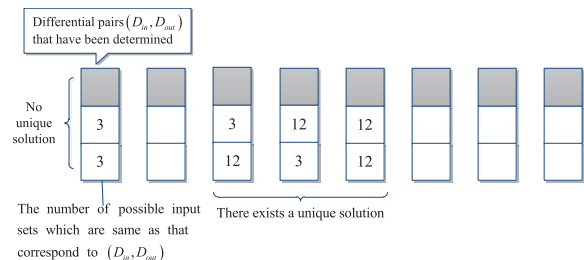 Differential pairs (D_in, D_out)
that have been determined
No
unique
solution
3 3 12 12
3 12 3 12
The number of possible input
sets which are same as that
correspond to (D_in, D_out)
There exists a unique solution